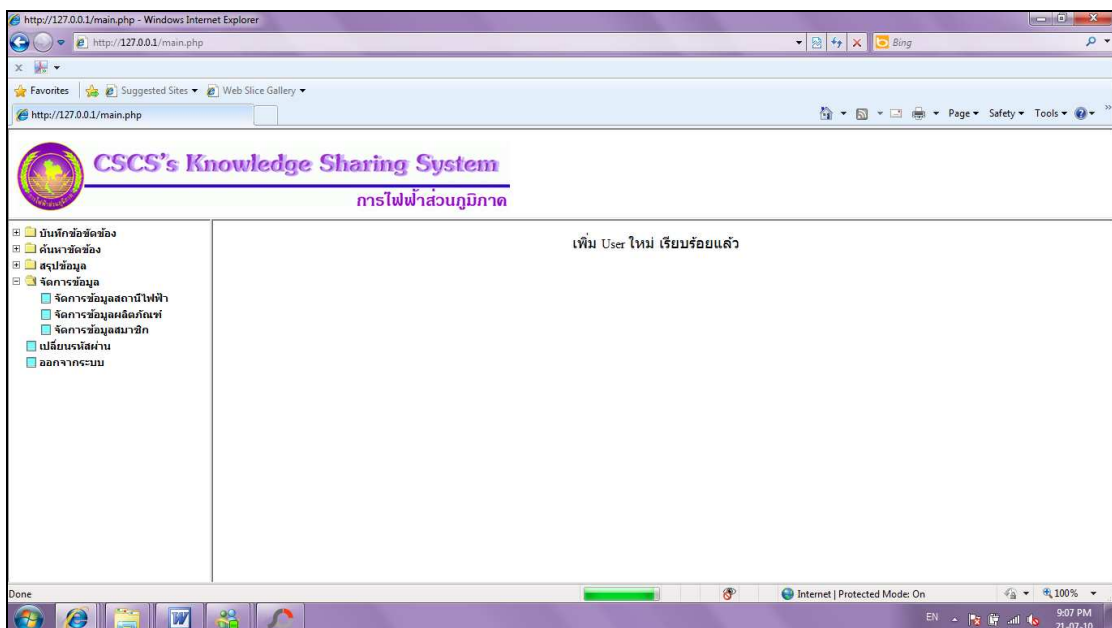 http://127.0.0.1/main.php - Windows Internet Explorer
http://127.0.0.1/main.php
Bing
Favorites Suggested Sites Web Slice Gallery
http://127.0.0.1/main.php
Page Safety Tools
CSCS's Knowledge Sharing System
การไฟฟ้าส่วนภูมิภาค
บันทึกข้อขัดข้อง
ค้นหาขัดข้อง
สรุปข้อมูล
จัดการข้อมูล
จัดการข้อมูลสถานีไฟฟ้า
จัดการข้อมูลผลิตภัณฑ์
จัดการข้อมูลสมาชิก
เปลี่ยนรหัสผ่าน
ออกจากระบบ
เพิ่ม User ใหม่ เรียบร้อยแล้ว
Done
Internet | Protected Mode: On
100%
EN
9:07 PM
21-07-10